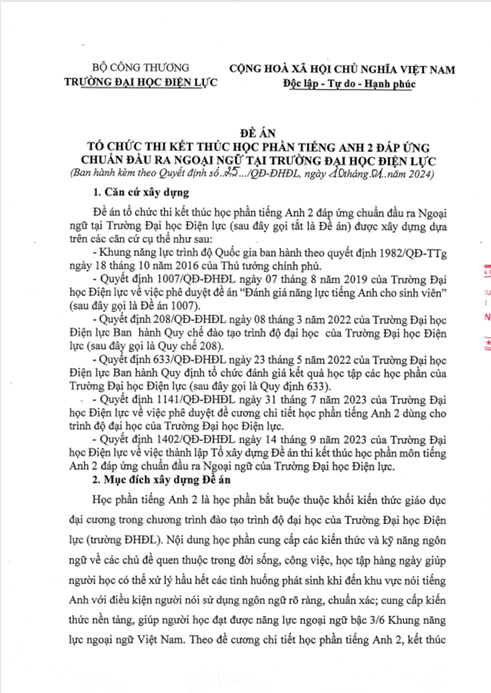 BỘ CÔNG THƯƠNG
TRƯỜNG ĐẠI HỌC ĐIỆN LỰC
CỘNG HOÀ XÃ HỘI CHỦ NGHĨA VIỆT NAM
Độc lập - Tự do - Hạnh phúc
ĐỀ ÁN
TỔ CHỨC THI KẾT THÚC HỌC PHẦN TIẾNG ANH 2 ĐÁP ỨNG
CHUẨN ĐẦU RA NGOẠI NGỮ TẠI TRƯỜNG ĐẠI HỌC ĐIỆN LỰC
(Ban hành kèm theo Quyết định số.../QĐ-ĐHĐL, ngày 10 tháng 01 năm 2024)
1. Căn cứ xây dựng
Đề án tổ chức thi kết thúc học phần tiếng Anh 2 đáp ứng chuẩn đầu ra Ngoại
ngữ tại Trường Đại học Điện lực (sau đây gọi tắt là Đề án) được xây dựng dựa
trên các căn cứ cụ thể như sau:
- Khung năng lực trình độ Quốc gia ban hành theo quyết định 1982/QĐ-TTg
ngày 18 tháng 10 năm 2016 của Thủ tướng chính phủ.
- Quyết định 1007/QĐ-ĐHĐL ngày 07 tháng 8 năm 2019 của Trường Đại
học Điện lực về việc phê duyệt đề án “Đánh giá năng lực tiếng Anh cho sinh viên”
(sau đây gọi là Đề án 1007).
- Quyết định 208/QĐ-ĐHĐL ngày 08 tháng 3 năm 2022 của Trường Đại học
Điện lực Ban hành Quy chế đào tạo trình độ đại học của Trường Đại học Điện
lực (sau đây gọi là Quy chế 208).
- Quyết định 633/QĐ-ĐHĐL ngày 23 tháng 5 năm 2022 của Trường Đại học
Điện lực Ban hành Quy định tổ chức đánh giá kết quả học tập các học phần của
Trường Đại học Điện lực (sau đây gọi là Quy định 633).
- Quyết định 1141/QĐ-ĐHĐL ngày 31 tháng 7 năm 2023 của Trường Đại
học Điện lực về việc phê duyệt đề cương chi tiết học phần tiếng Anh 2 dùng cho
trình độ đại học của Trường Đại học Điện lực.
- Quyết định 1402/QĐ-ĐHĐL ngày 14 tháng 9 năm 2023 của Trường Đại
học Điện lực về việc thành lập Tổ xây dựng Đề án thi kết thúc học phần môn tiếng
Anh 2 đáp ứng chuẩn đầu ra Ngoại ngữ của Trường Đại học Điện lực.
2. Mục đích xây dựng Đề án
Học phần tiếng Anh 2 là học phần bắt buộc thuộc khối kiến thức giáo dục
đại cương trong chương trình đào tạo trình độ đại học của Trường Đại học Điện
lực (trường ĐHĐL). Nội dung học phần cung cấp các kiến thức và kỹ năng ngôn
ngữ về các chủ đề quen thuộc trong đời sống, công việc, học tập hàng ngày giúp
người học có thể xử lý hầu hết các tình huống phát sinh khi đến khu vực nói tiếng
Anh với điều kiện người nói sử dụng ngôn ngữ rõ ràng, chuẩn xác; cung cấp kiến
thức nền tảng, giúp người học đạt được năng lực ngoại ngữ bậc 3/6 Khung năng
lực ngoại ngữ Việt Nam. Theo đề cương chi tiết học phần tiếng Anh 2, kết thúc